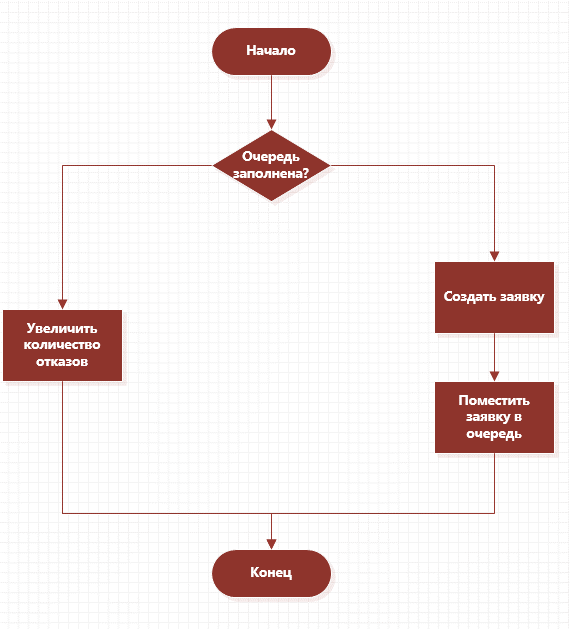 Начало
Очередь
заполнена?
Создать заявку
Увеличить
количество
отказов
Поместить
заявку в
очередь
Конец